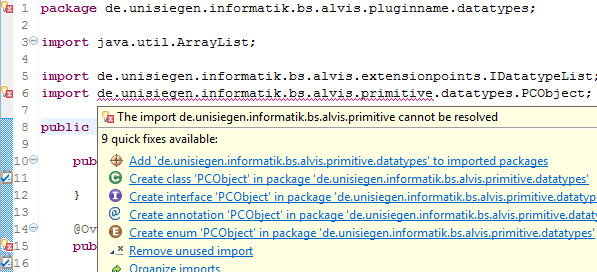 1 package de.unisiegen.informatik.bs.alvis.pluginname.datatypes;
2
3 import java.util.ArrayList;
4
5 import de.unisiegen.informatik.bs.alvis.extensionpoints.IDatatypeList;
6 import de.unisiegen.informatik.bs.alvis.primitive.datatypes.PCObject;
7
The import de.unisiegen.informatik.bs.alvis.primitive cannot be resolved
8 public
9 9 quick fixes available:
10 pub Add 'de.unisiegen.informatik.bs.alvis.primitive.datatypes' to imported packages
11 C Create class 'PCObject' in package 'de.unisiegen.informatik.bs.alvis.primitive.datatypes'
12 } I Create interface 'PCObject' in package 'de.unisiegen.informatik.bs.alvis.primitive.datatypes
13 @ Create annotation 'PCObject' in package 'de.unisiegen.informatik.bs.alvis.primitive.datat
14 @Ov E Create enum 'PCObject' in package 'de.unisiegen.informatik.bs.alvis.primitive.datatypes'
15 pub Remove unused import
16 Organize imports